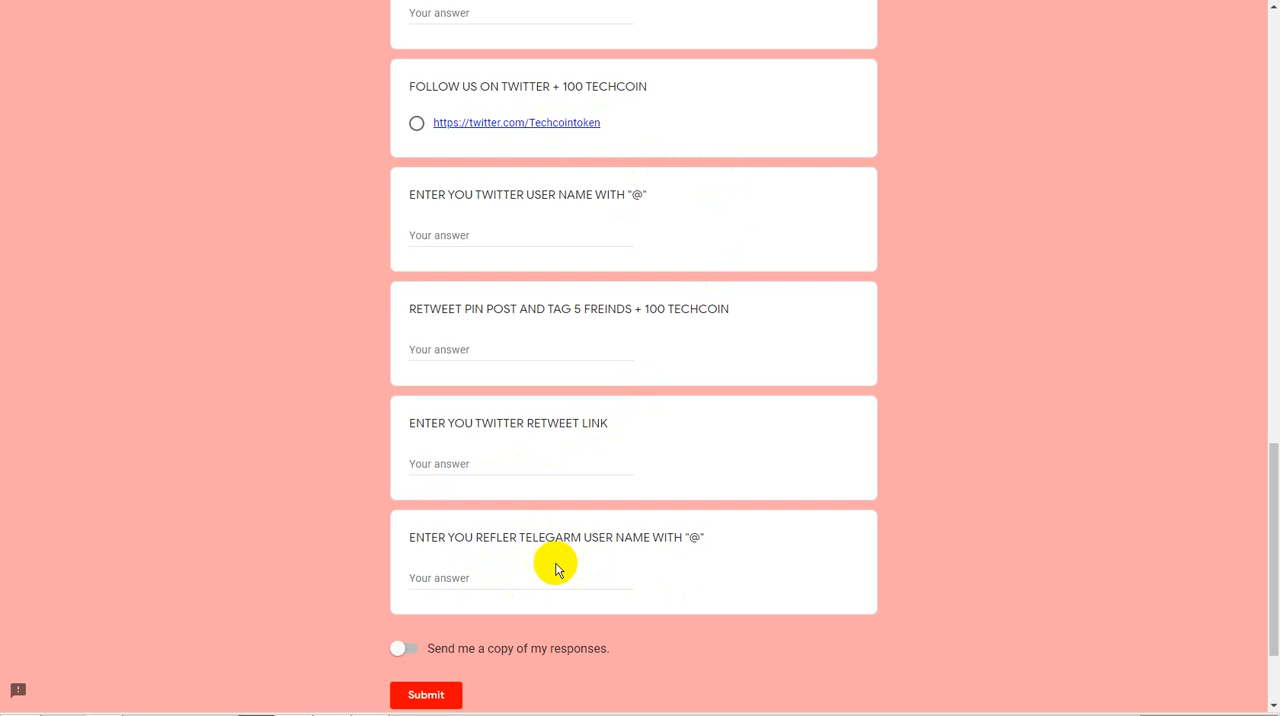 Your answer
FOLLOW US ON TWITTER + 100 TECHCOIN
https://twitter.com/Techcointoken
ENTER YOU TWITTER USER NAME WITH "@"
Your answer
RETWEET PIN POST AND TAG 5 FREINDS + 100 TECHCOIN
Your answer
ENTER YOU TWITTER RETWEET LINK
Your answer
ENTER YOU REFLER TELEGARM USER NAME WITH "@"
Your answer
Send me a copy of my responses.
Submit